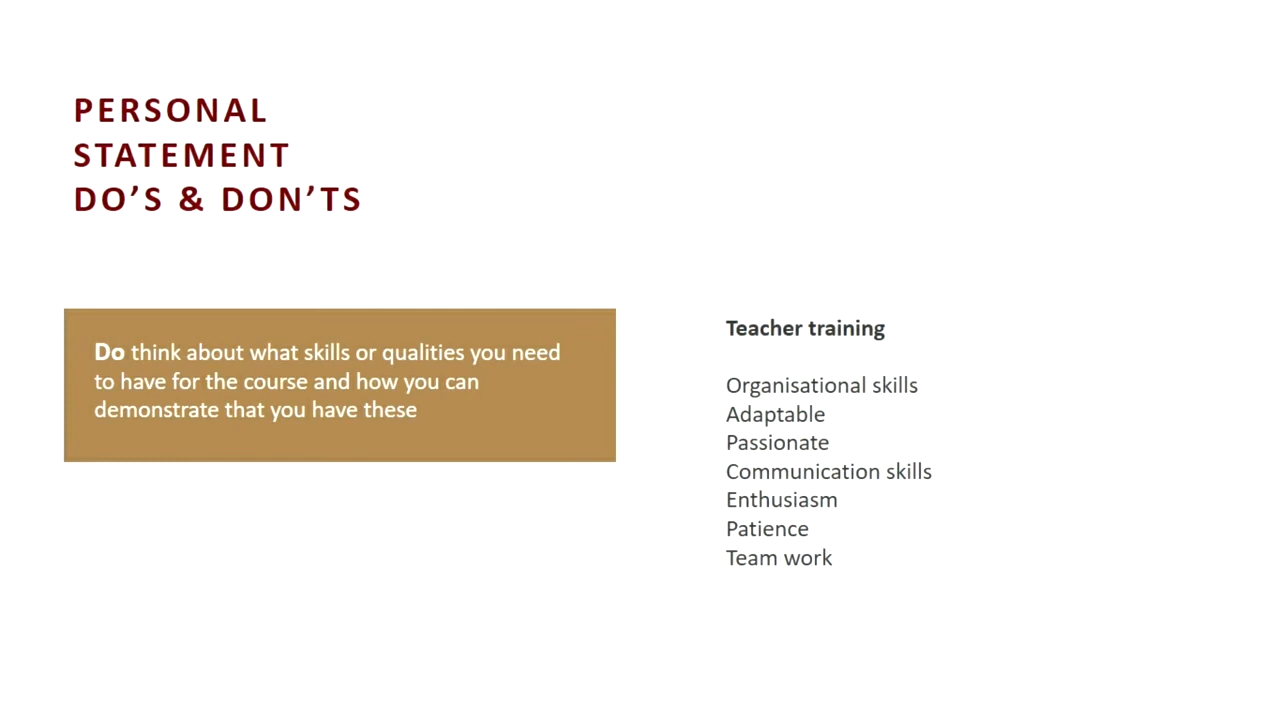 PERSONAL
STATEMENT
DO’S & DON’TS
Do think about what skills or qualities you need
to have for the course and how you can
demonstrate that you have these
Teacher training
Organisational skills
Adaptable
Passionate
Communication skills
Enthusiasm
Patience
Team work